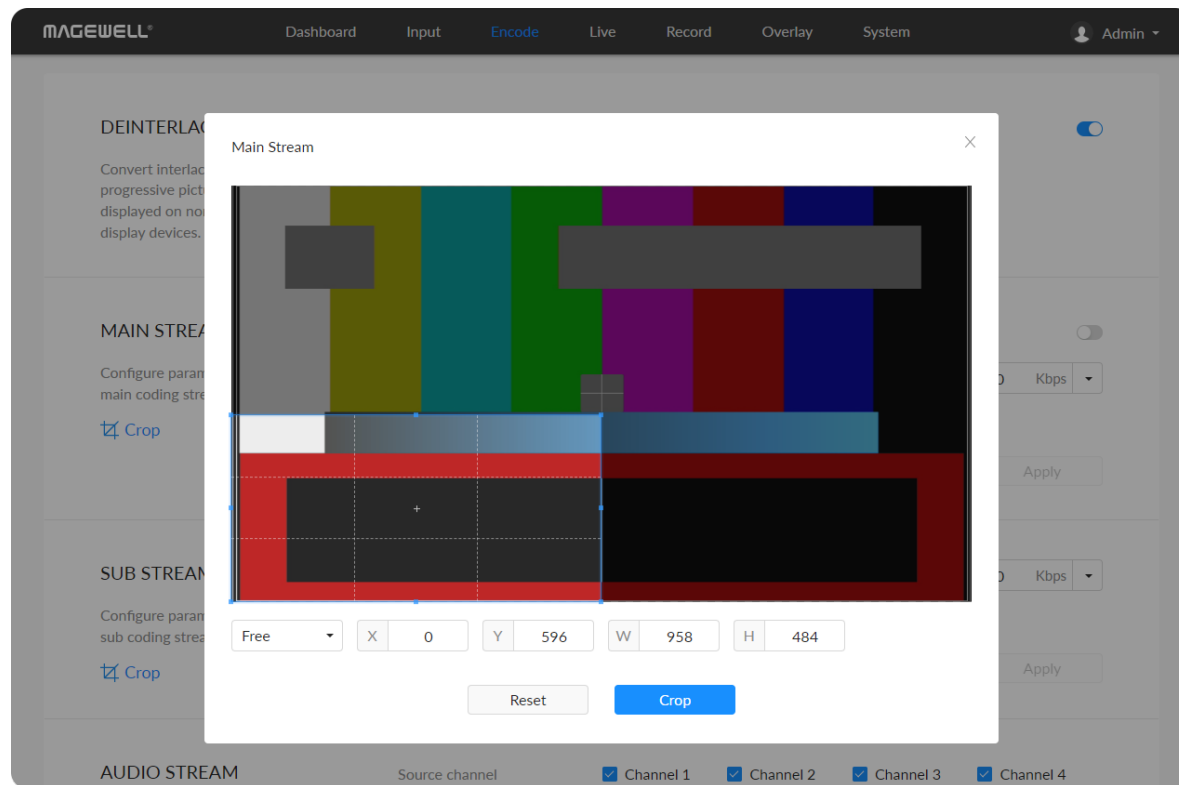 MAGEWELL®
Dashboard Input Encode Live Record Overlay System Admin
DEINTERLAC
Convert interlac
progressive pict
displayed on no
display devices.
Main Stream
MAIN STREA
Configure param
main coding stre
Crop
Kbps
Apply
Free X 0 Y 596 W 958 H 484
Reset Crop
SUB STREAM
Configure param
sub coding strea
Crop
Kbps
Apply
AUDIO STREAM
Source channel Channel 1 Channel 2 Channel 3 Channel 4